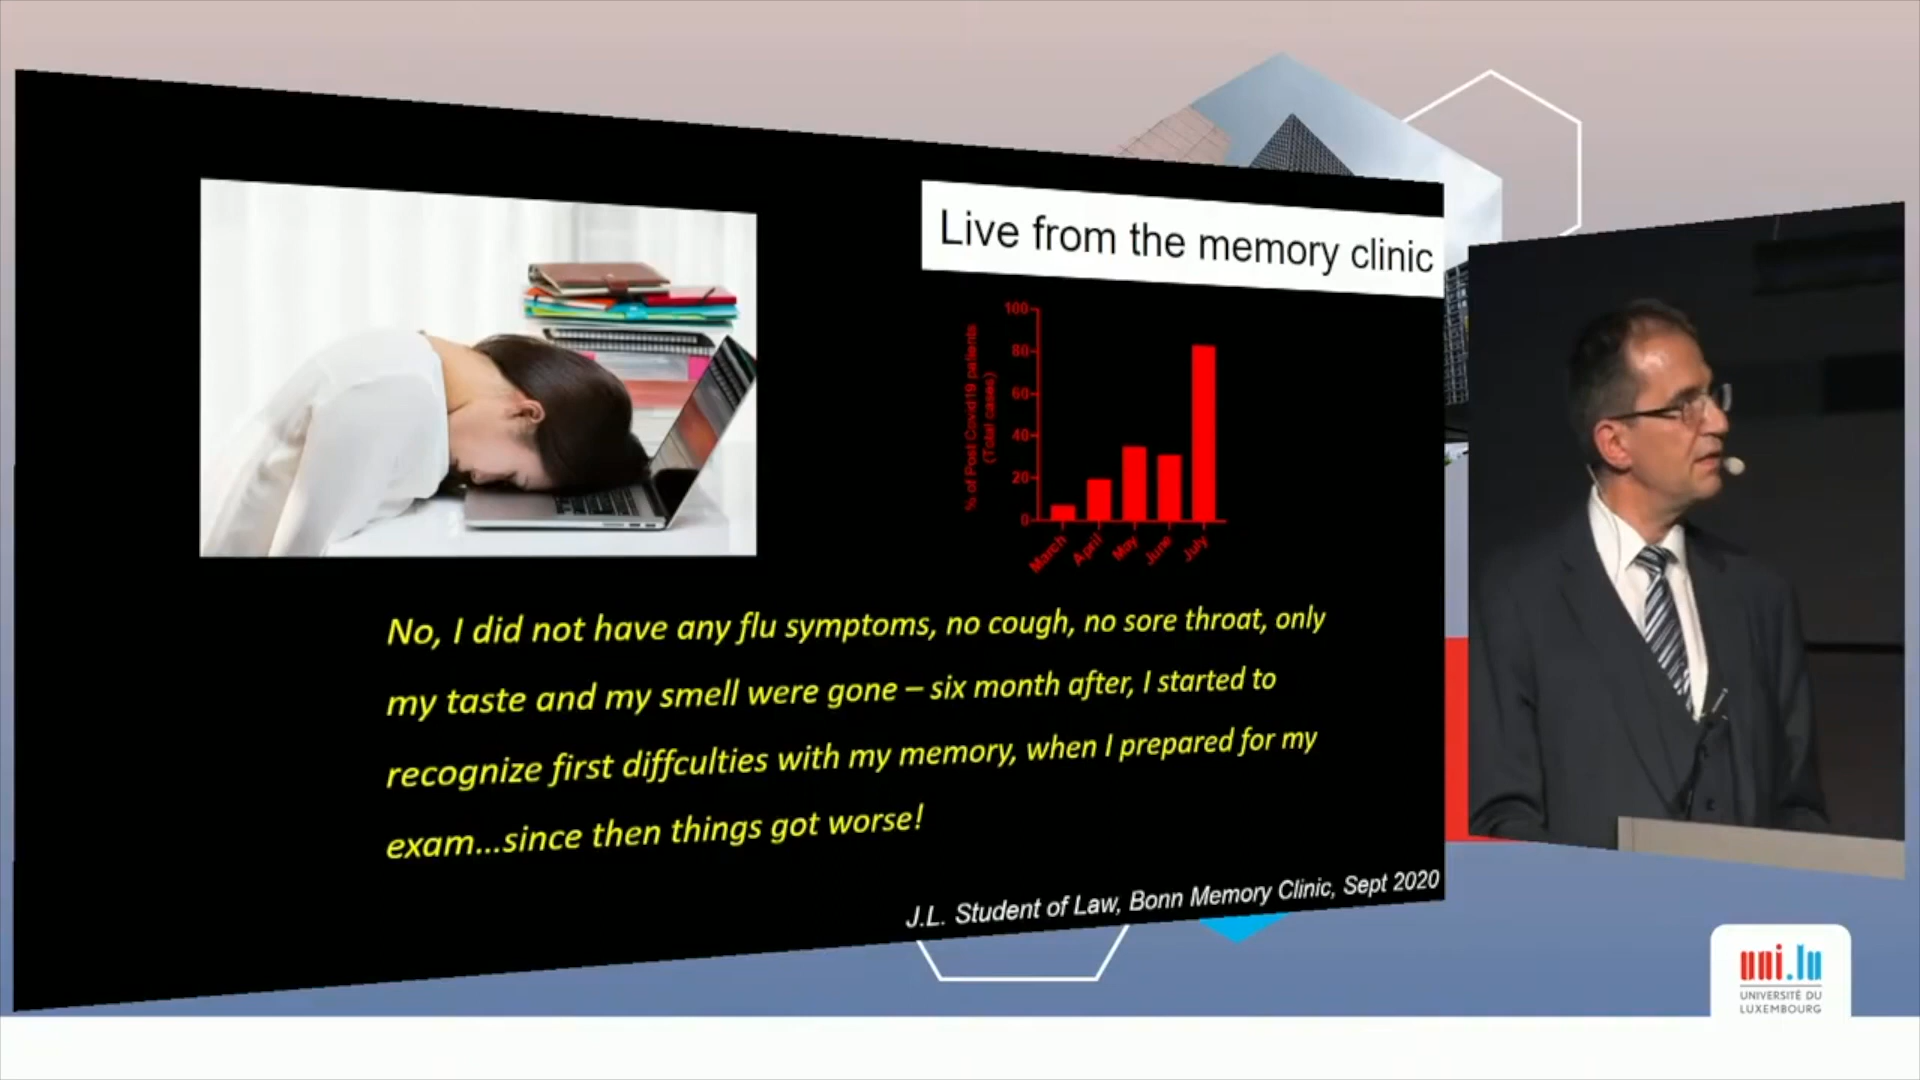 Live from the memory clinic
% of Post Covid19 patients
(Total cases)
100
80
60
40
20
0
March
April
May
June
July
No, I did not have any flu symptoms, no cough, no sore throat, only
my taste and my smell were gone – six month after, I started to
recognize first diffculties with my memory, when I prepared for my
exam...since then things got worse!
J.L. Student of Law, Bonn Memory Clinic, Sept 2020
uni.lu
UNIVERSITÉ DU
LUXEMBOURG